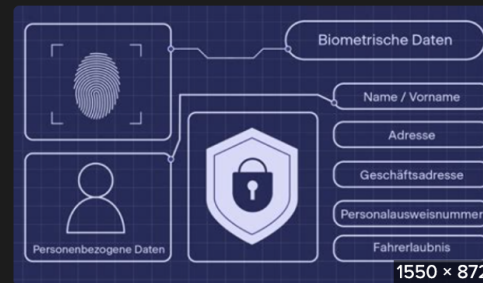 Biometrische Daten
Name / Vorname
Adresse
Geschäftsadresse
Personalausweisnummer
Fahrerlaubnis
Personenbezogene Daten
1550 × 872